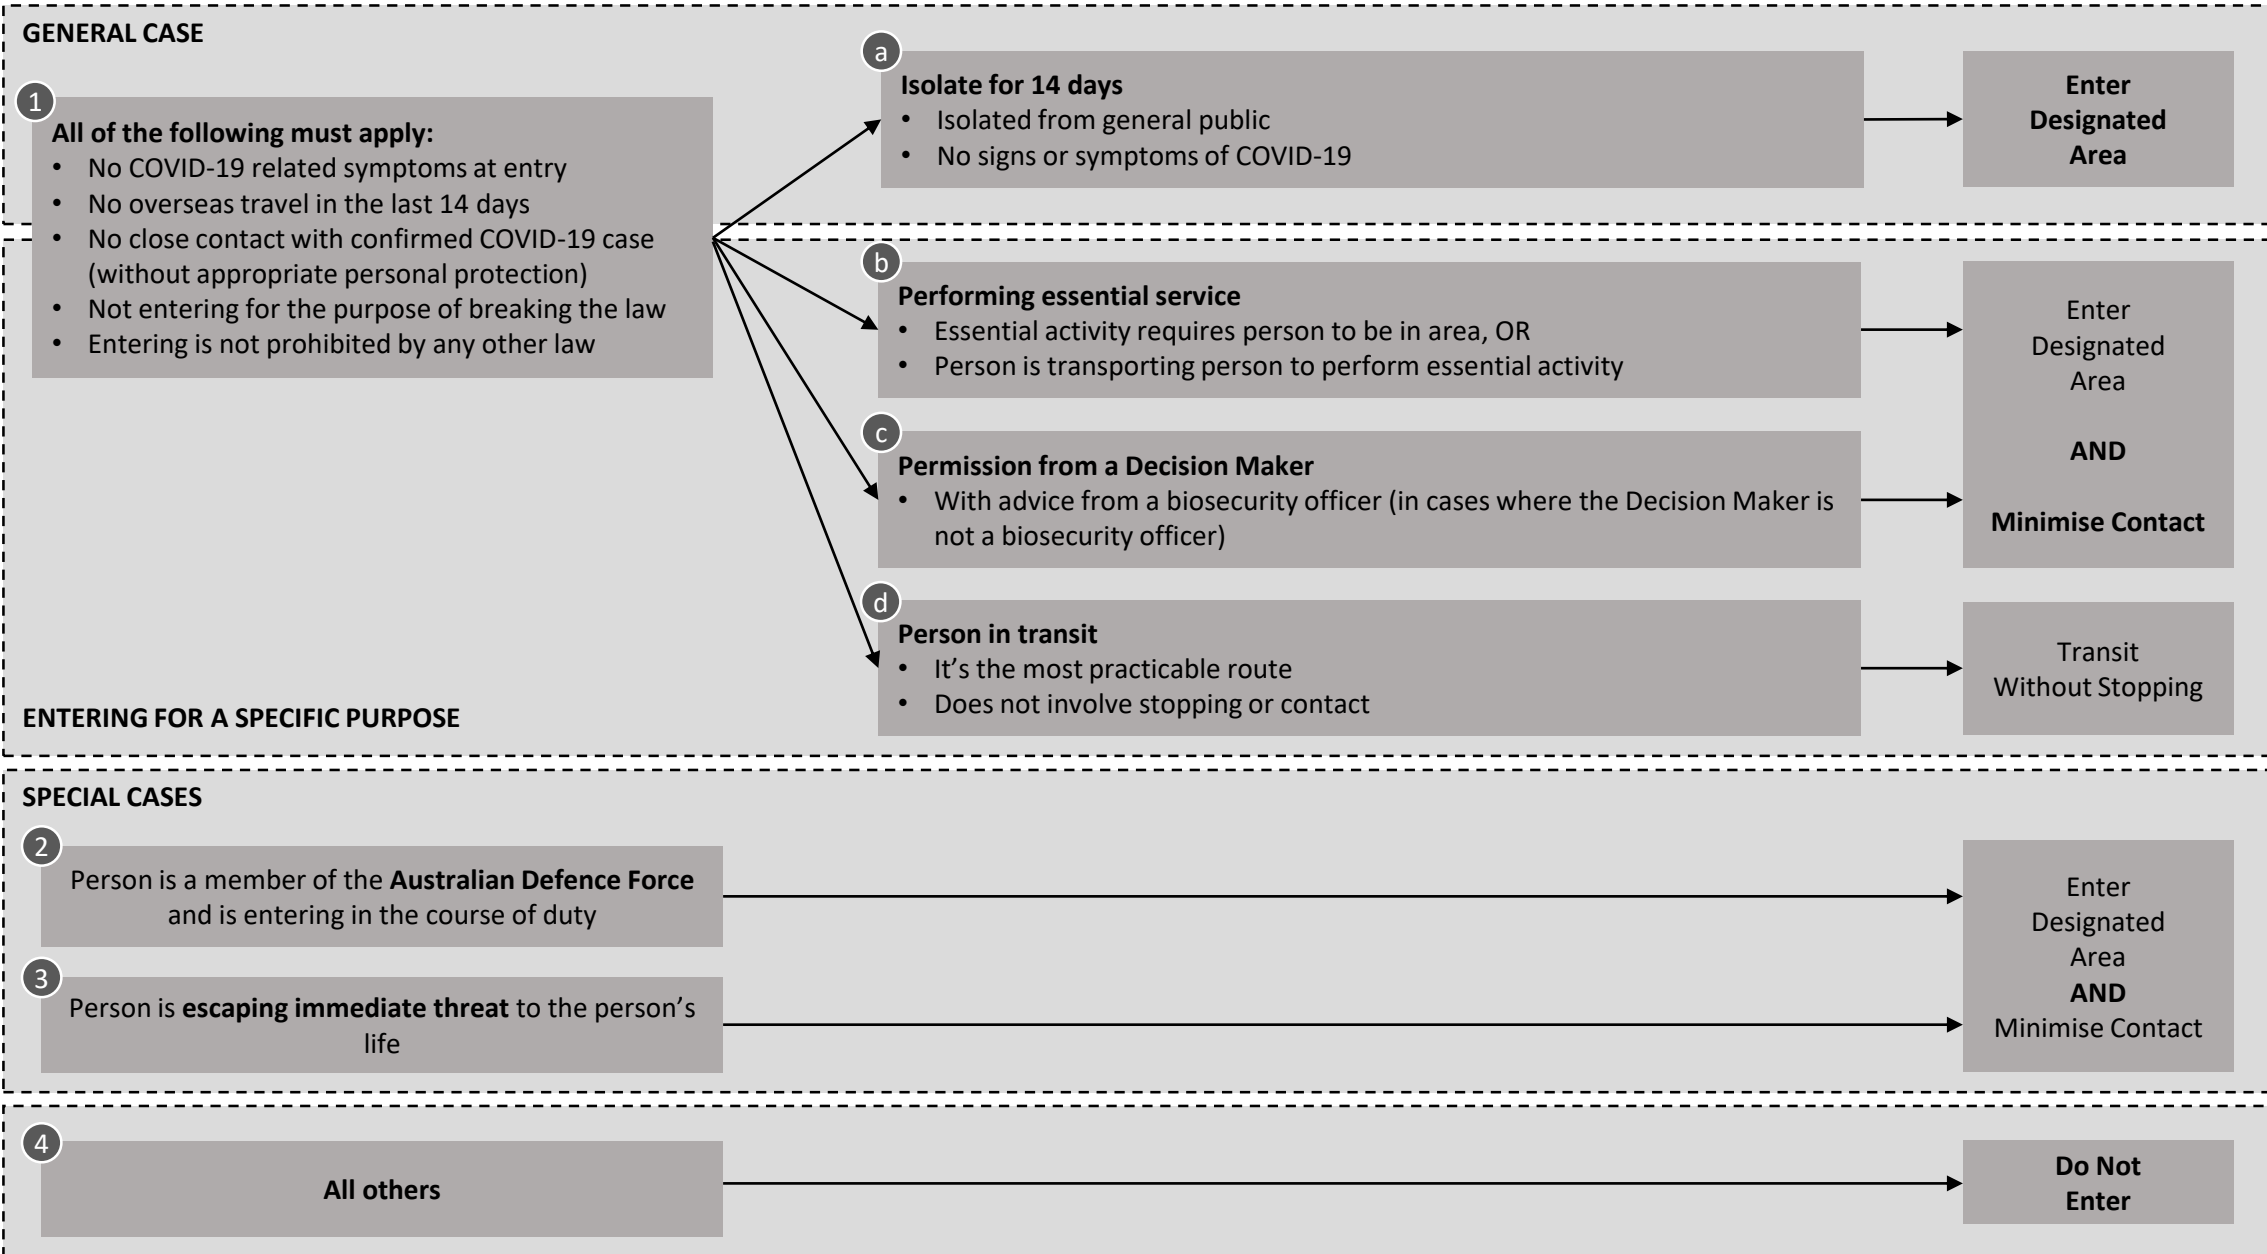 GENERAL CASE
1
All of the following must apply:
• No COVID-19 related symptoms at entry
• No overseas travel in the last 14 days
• No close contact with confirmed COVID-19 case
(without appropriate personal protection)
• Not entering for the purpose of breaking the law
• Entering is not prohibited by any other law
a
Isolate for 14 days
• Isolated from general public
• No signs or symptoms of COVID-19
Enter
Designated
Area
b
Performing essential service
• Essential activity requires person to be in area, OR
• Person is transporting person to perform essential activity
c
Permission from a Decision Maker
• With advice from a biosecurity officer (in cases where the Decision Maker is
not a biosecurity officer)
Enter
Designated
Area
AND
Minimise Contact
d
Person in transit
• It's the most practicable route
• Does not involve stopping or contact
Transit
Without Stopping
ENTERING FOR A SPECIFIC PURPOSE
SPECIAL CASES
2
Person is a member of the Australian Defence Force
and is entering in the course of duty
3
Person is escaping immediate threat to the person's
life
Enter
Designated
Area
AND
Minimise Contact
4
All others
Do Not
Enter